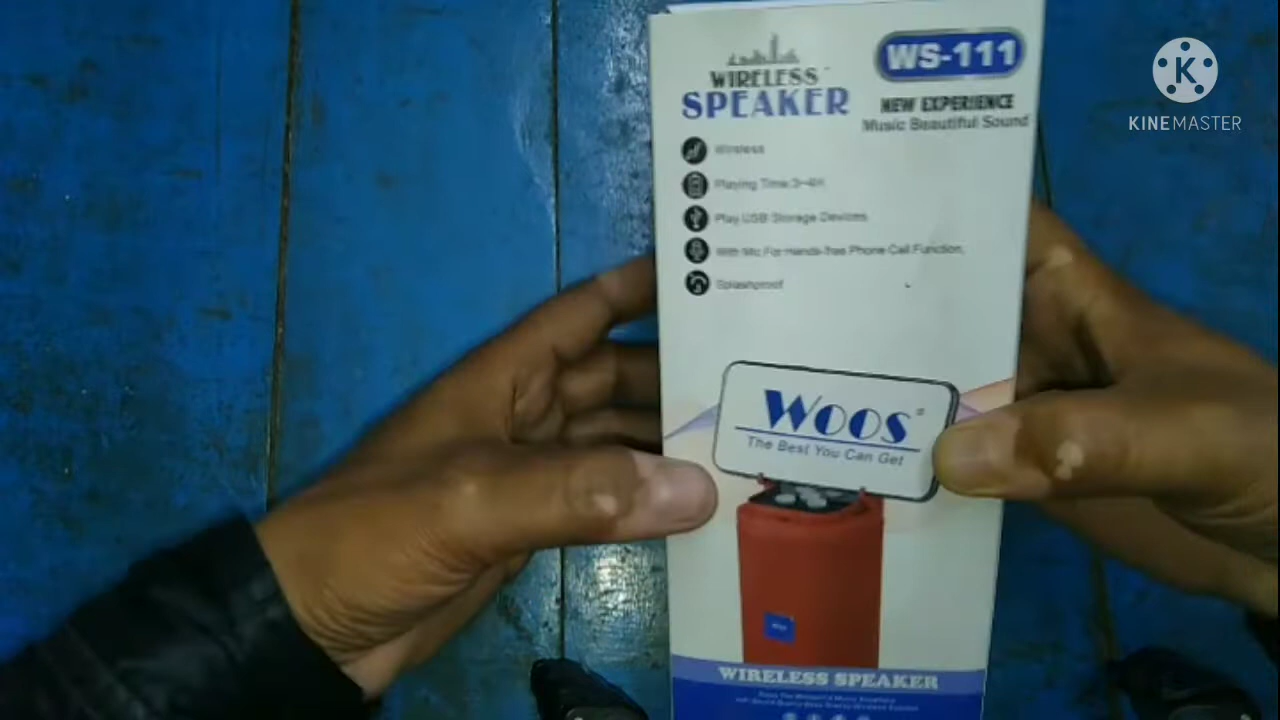 WIRELESS
SPEAKER
WS-111
NEW EXPERIENCE
Music Beautiful Sound
Wireless
Playing Time:3-4H
Play USB Storage Devices
With Mic,For Hands-free Phone Call Function,
Splashproof
WOOS
The Best You Can Get
WIRELESS SPEAKER
K
KINEMASTER